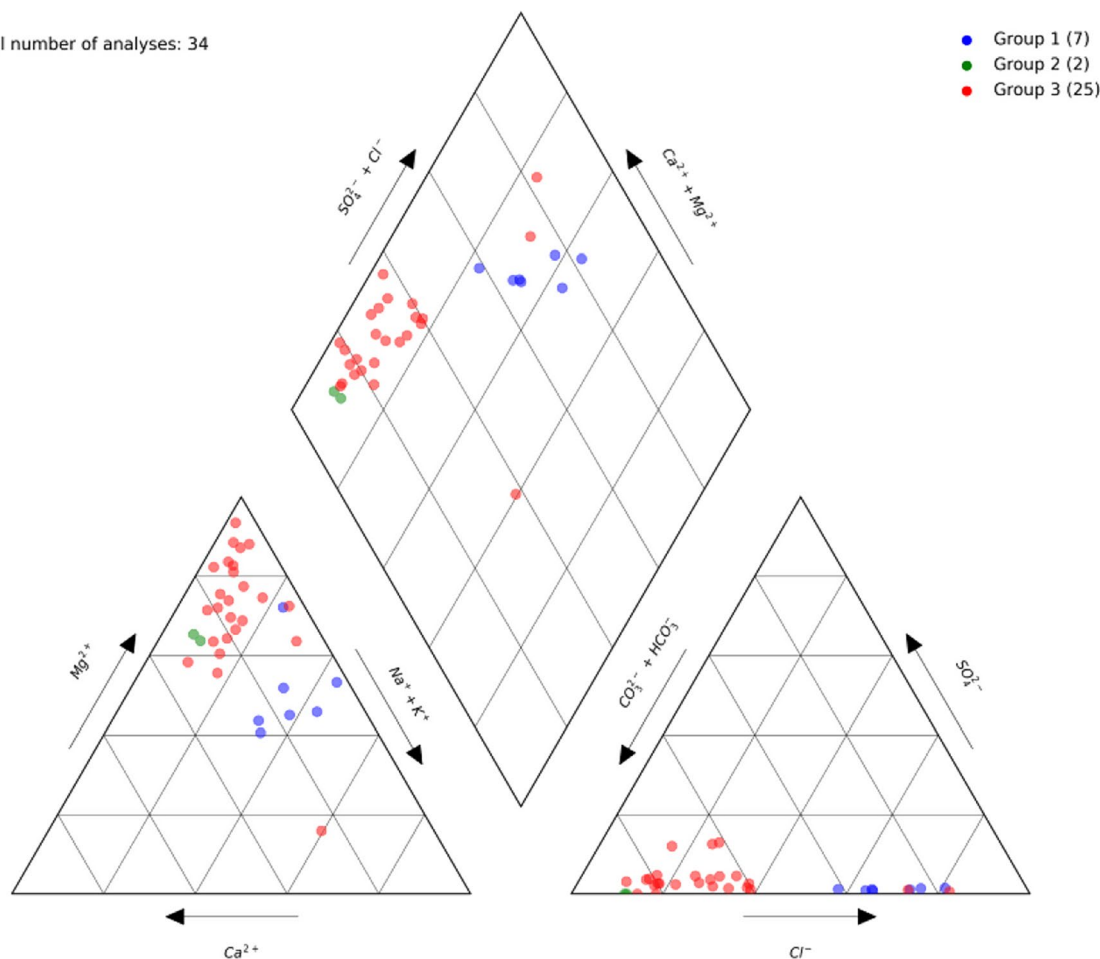 l number of analyses: 34
Group 1 (7)
Group 2 (2)
Group 3 (25)
SO₄²⁻ + Cl⁻
Ca²⁺ + Mg²⁺
Mg²⁺
Na⁺ + K⁺
CO₃²⁻ + HCO₃⁻
SO₄²⁻
Ca²⁺
Cl⁻